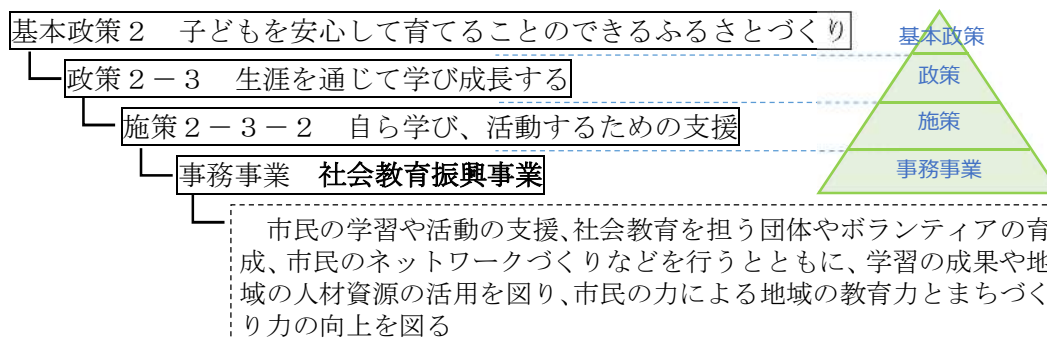 基本政策２　子どもを安心して育てることのできるふるさとづくり
政策２－３　生涯を通じて学び成長する
施策２－３－２　自ら学び、活動するための支援
事務事業　社会教育振興事業
市民の学習や活動の支援、社会教育を担う団体やボランティアの育
成、市民のネットワークづくりなどを行うとともに、学習の成果や地
域の人材資源の活用を図り、市民の力による地域の教育力とまちづく
り力の向上を図る
基本政策
政策
施策
事務事業